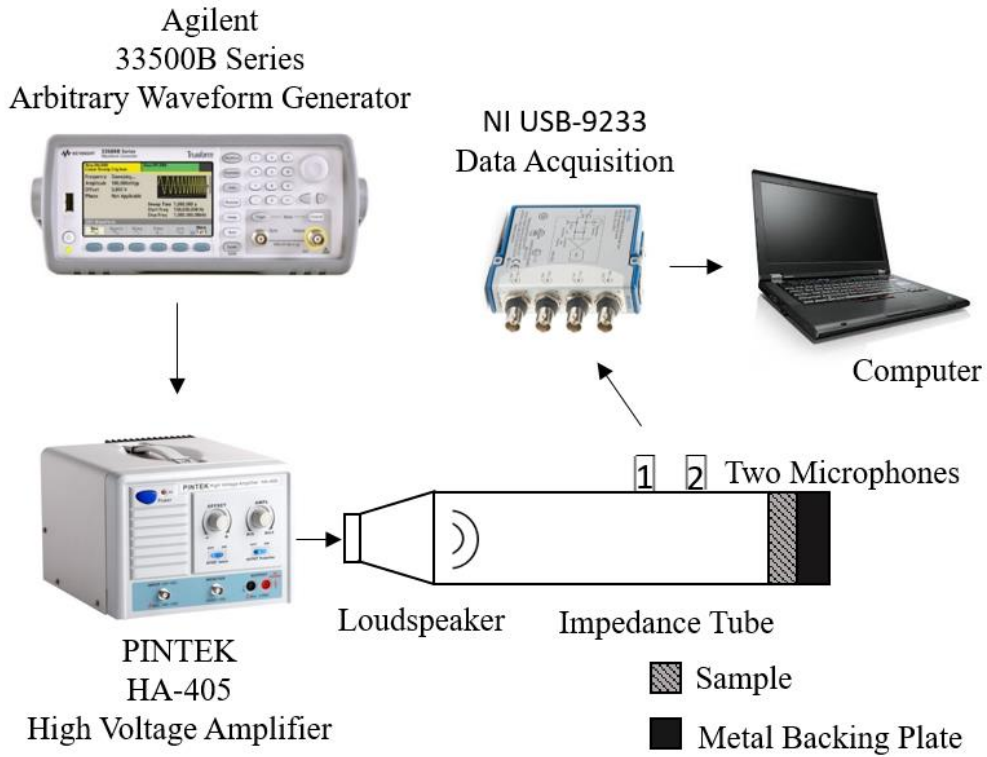 Agilent
33500B Series
Arbitrary Waveform Generator
NI USB-9233
Data Acquisition
Computer
1
2
Two Microphones
PINTEK
Loudspeaker
Impedance Tube
PINTEK
HA-405
High Voltage Amplifier
Sample
Metal Backing Plate